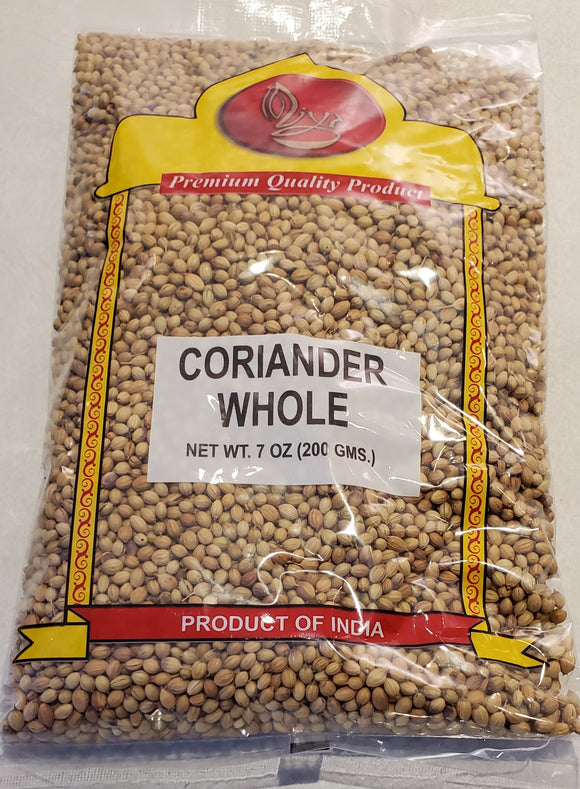 Diya
Premium Quality Product
CORIANDER
WHOLE
NET WT. 7 OZ (200 GMS.)
PRODUCT OF INDIA